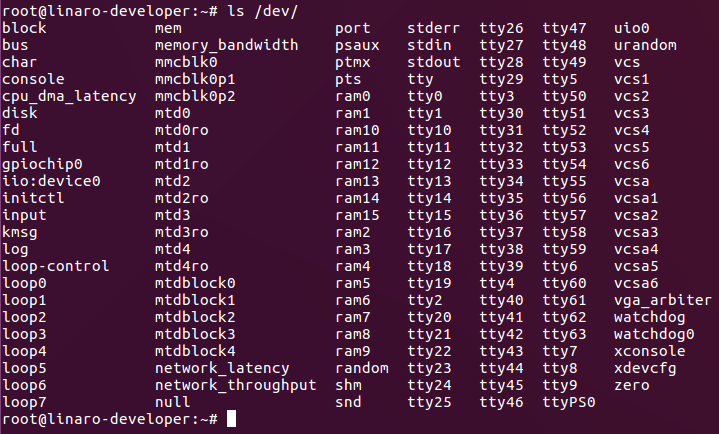 root@linaro-developer:~# ls /dev/
block mem port stderr tty26 tty47 uio0
bus memory_bandwidth psaux stdin tty27 tty48 urandom
char mmcblk0 ptmx stdout tty28 tty49 vcs
console mmcblk0p1 pts tty tty29 tty5 vcs1
cpu_dma_latency mmcblk0p2 ram0 tty0 tty3 tty50 vcs2
disk mtd0 ram1 tty1 tty30 tty51 vcs3
fd mtd0ro ram10 tty10 tty31 tty52 vcs4
full mtd1 ram11 tty11 tty32 tty53 vcs5
gpiochip0 mtd1ro ram12 tty12 tty33 tty54 vcs6
iio:device0 mtd2 ram13 tty13 tty34 tty55 vcsa
initctl mtd2ro ram14 tty14 tty35 tty56 vcsa1
input mtd3 ram15 tty15 tty36 tty57 vcsa2
kmsg mtd3ro ram2 tty16 tty37 tty58 vcsa3
log mtd4 ram3 tty17 tty38 tty59 vcsa4
loop-control mtd4ro ram4 tty18 tty39 tty6 vcsa5
loop0 mtdblock0 ram5 tty19 tty4 tty60 vcsa6
loop1 mtdblock1 ram6 tty2 tty40 tty61 vga_arbiter
loop2 mtdblock2 ram7 tty20 tty41 tty62 watchdog
loop3 mtdblock3 ram8 tty21 tty42 tty63 watchdog0
loop4 mtdblock4 ram9 tty22 tty43 tty7 xconsole
loop5 network_latency random tty23 tty44 tty8 xdevcfg
loop6 network_throughput shm tty24 tty45 tty9 zero
loop7 null snd tty25 tty46 ttyPS0
root@linaro-developer:~#